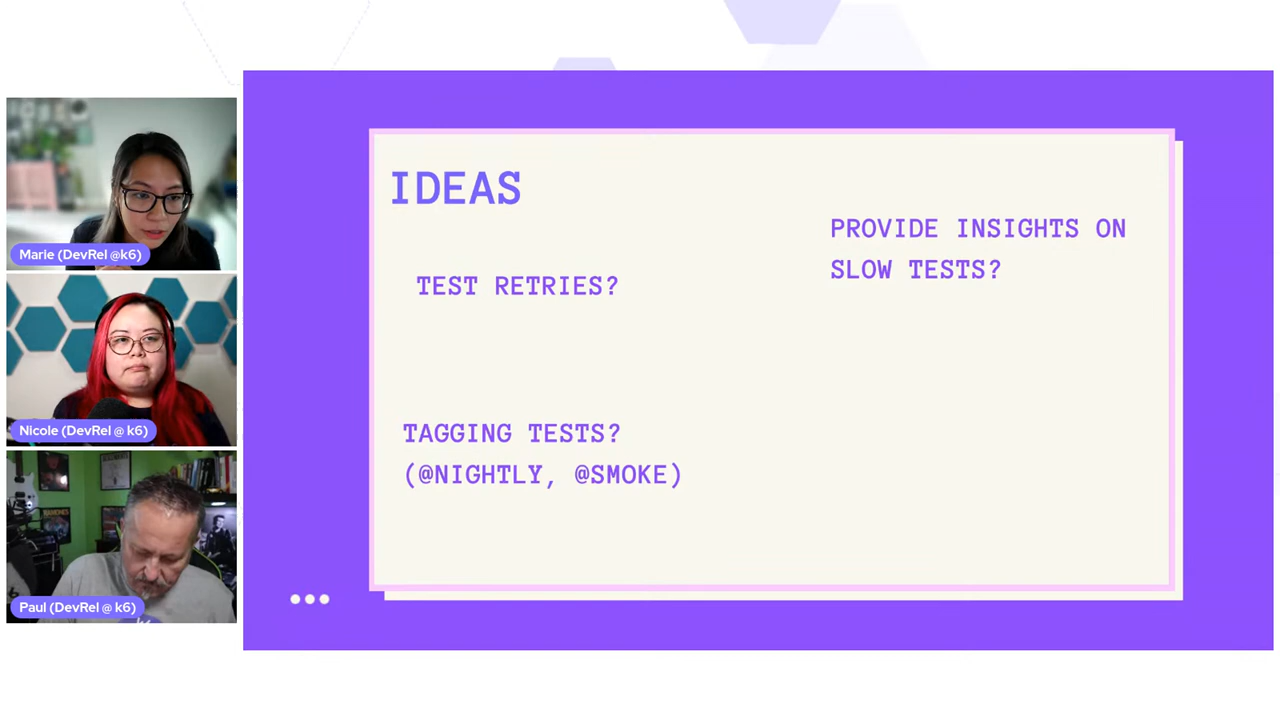 Marie (DevRel @k6)
Nicole (DevRel @ k6)
Paul (DevRel @ k6)
IDEAS
TEST RETRIES?
PROVIDE INSIGHTS ON
SLOW TESTS?
TAGGING TESTS?
(@NIGHTLY, @SMOKE)
RAMONES